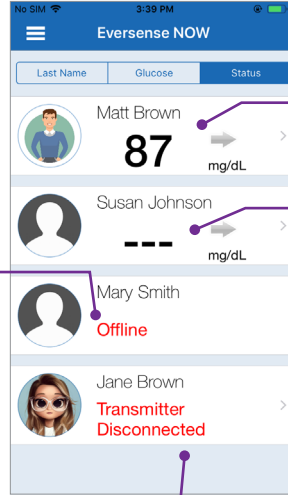 No SIM 3:39 PM
Eversense NOW
Last Name Glucose Status
Matt Brown
87
mg/dL
Susan Johnson
---
mg/dL
Mary Smith
Offline
Jane Brown
Transmitter
Disconnected